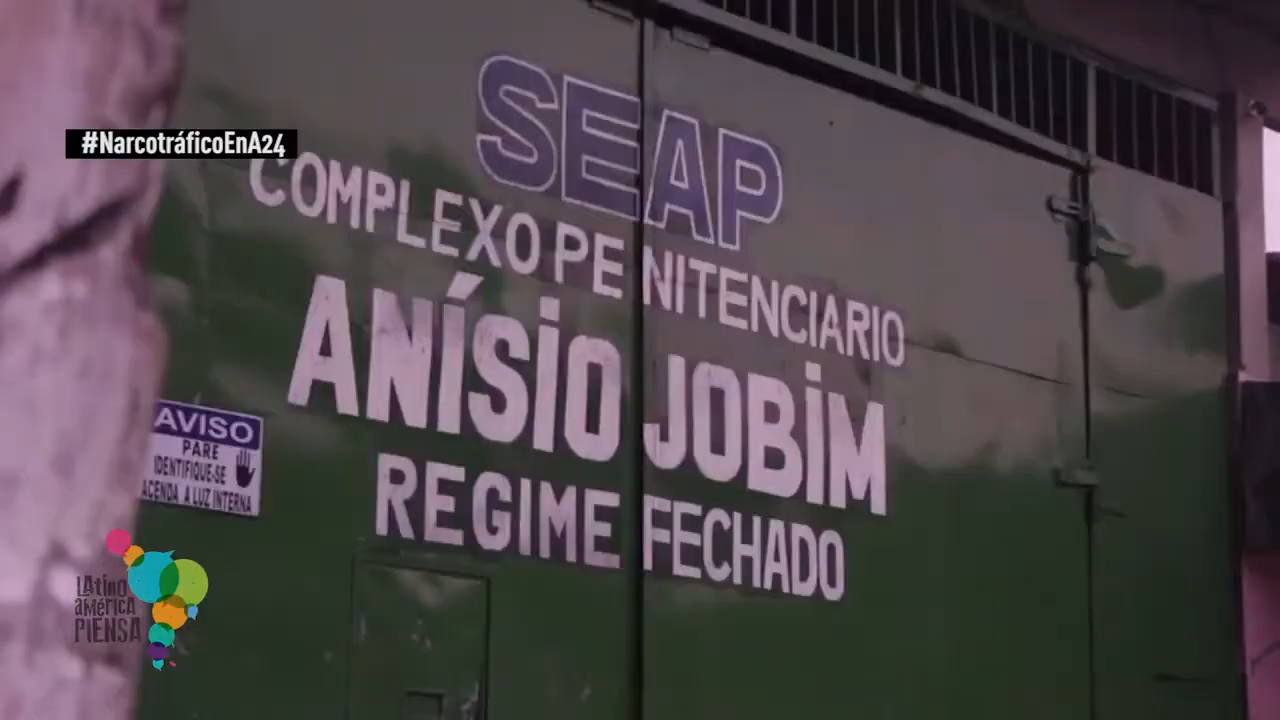 #NarcotráficoEnA24
SEAP
COMPLEXO PENITENCIARIO
ANÍSIO JOBIM
REGIME FECHADO
AVISO
PARE
IDENTIFIQUE-SE
ACENDA A LUZ INTERNA
LAtino
aMéRICA
PIENSA